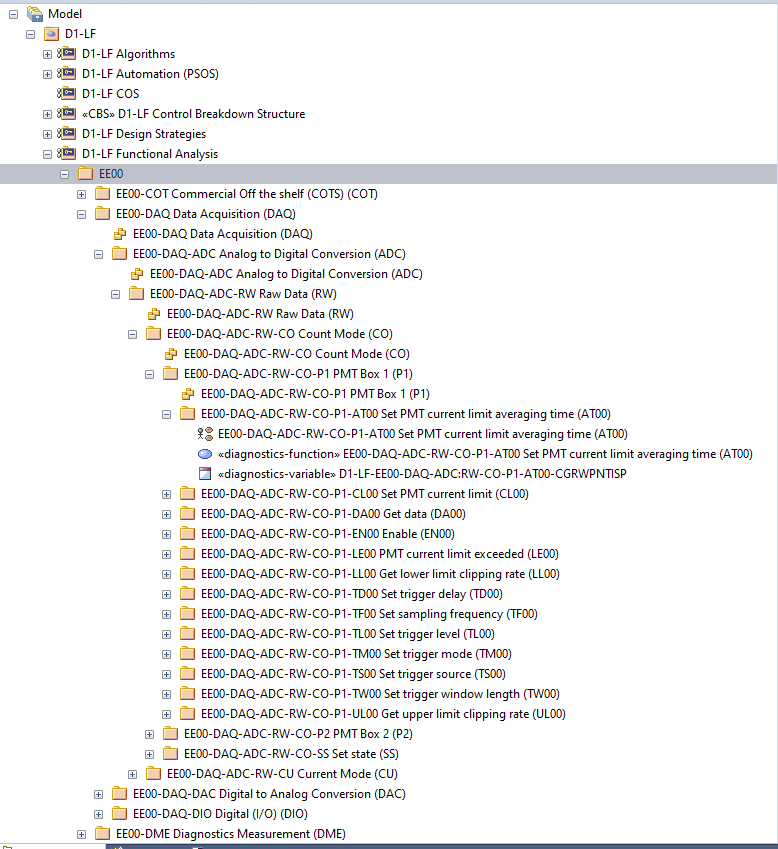 Model
D1-LF
D1-LF Algorithms
D1-LF Automation (PSOS)
D1-LF COS
«CBS» D1-LF Control Breakdown Structure
D1-LF Design Strategies
D1-LF Functional Analysis
EE00
EE00-COT Commercial Off the shelf (COTS) (COT)
EE00-DAQ Data Acquisition (DAQ)
EE00-DAQ Data Acquisition (DAQ)
EE00-DAQ-ADC Analog to Digital Conversion (ADC)
EE00-DAQ-ADC Analog to Digital Conversion (ADC)
EE00-DAQ-ADC-RW Raw Data (RW)
EE00-DAQ-ADC-RW Raw Data (RW)
EE00-DAQ-ADC-RW-CO Count Mode (CO)
EE00-DAQ-ADC-RW-CO Count Mode (CO)
EE00-DAQ-ADC-RW-CO-P1 PMT Box 1 (P1)
EE00-DAQ-ADC-RW-CO-P1 PMT Box 1 (P1)
EE00-DAQ-ADC-RW-CO-P1-AT00 Set PMT current limit averaging time (AT00)
EE00-DAQ-ADC-RW-CO-P1-AT00 Set PMT current limit averaging time (AT00)
«diagnostics-function» EE00-DAQ-ADC-RW-CO-P1-AT00 Set PMT current limit averaging time (AT00)
«diagnostics-variable» D1-LF-EE00-DAQ-ADC:RW-CO-P1-AT00-CGRWPNTISP
EE00-DAQ-ADC-RW-CO-P1-CL00 Set PMT current limit (CL00)
EE00-DAQ-ADC-RW-CO-P1-DA00 Get data (DA00)
EE00-DAQ-ADC-RW-CO-P1-EN00 Enable (EN00)
EE00-DAQ-ADC-RW-CO-P1-LE00 PMT current limit exceeded (LE00)
EE00-DAQ-ADC-RW-CO-P1-LL00 Get lower limit clipping rate (LL00)
EE00-DAQ-ADC-RW-CO-P1-TD00 Set trigger delay (TD00)
EE00-DAQ-ADC-RW-CO-P1-TF00 Set sampling frequency (TF00)
EE00-DAQ-ADC-RW-CO-P1-TL00 Set trigger level (TL00)
EE00-DAQ-ADC-RW-CO-P1-TM00 Set trigger mode (TM00)
EE00-DAQ-ADC-RW-CO-P1-TS00 Set trigger source (TS00)
EE00-DAQ-ADC-RW-CO-P1-TW00 Set trigger window length (TW00)
EE00-DAQ-ADC-RW-CO-P1-UL00 Get upper limit clipping rate (UL00)
EE00-DAQ-ADC-RW-CO-P2 PMT Box 2 (P2)
EE00-DAQ-ADC-RW-CO-SS Set state (SS)
EE00-DAQ-ADC-RW-CU Current Mode (CU)
EE00-DAQ-DAC Digital to Analog Conversion (DAC)
EE00-DAQ-DIO Digital (I/O) (DIO)
EE00-DME Diagnostics Measurement (DME)